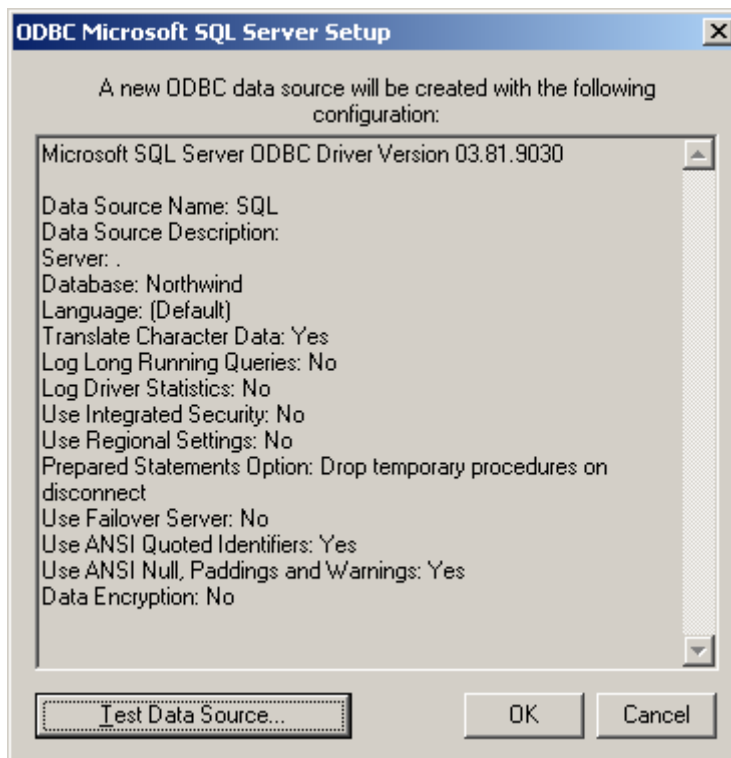 ODBC Microsoft SQL Server Setup
A new ODBC data source will be created with the following
configuration:
Microsoft SQL Server ODBC Driver Version 03.81.9030
Data Source Name: SQL
Data Source Description:
Server: .
Database: Northwind
Language: (Default)
Translate Character Data: Yes
Log Long Running Queries: No
Log Driver Statistics: No
Use Integrated Security: No
Use Regional Settings: No
Prepared Statements Option: Drop temporary procedures on
disconnect
Use Failover Server: No
Use ANSI Quoted Identifiers: Yes
Use ANSI Null, Paddings and Warnings: Yes
Data Encryption: No
Test Data Source...
OK
Cancel